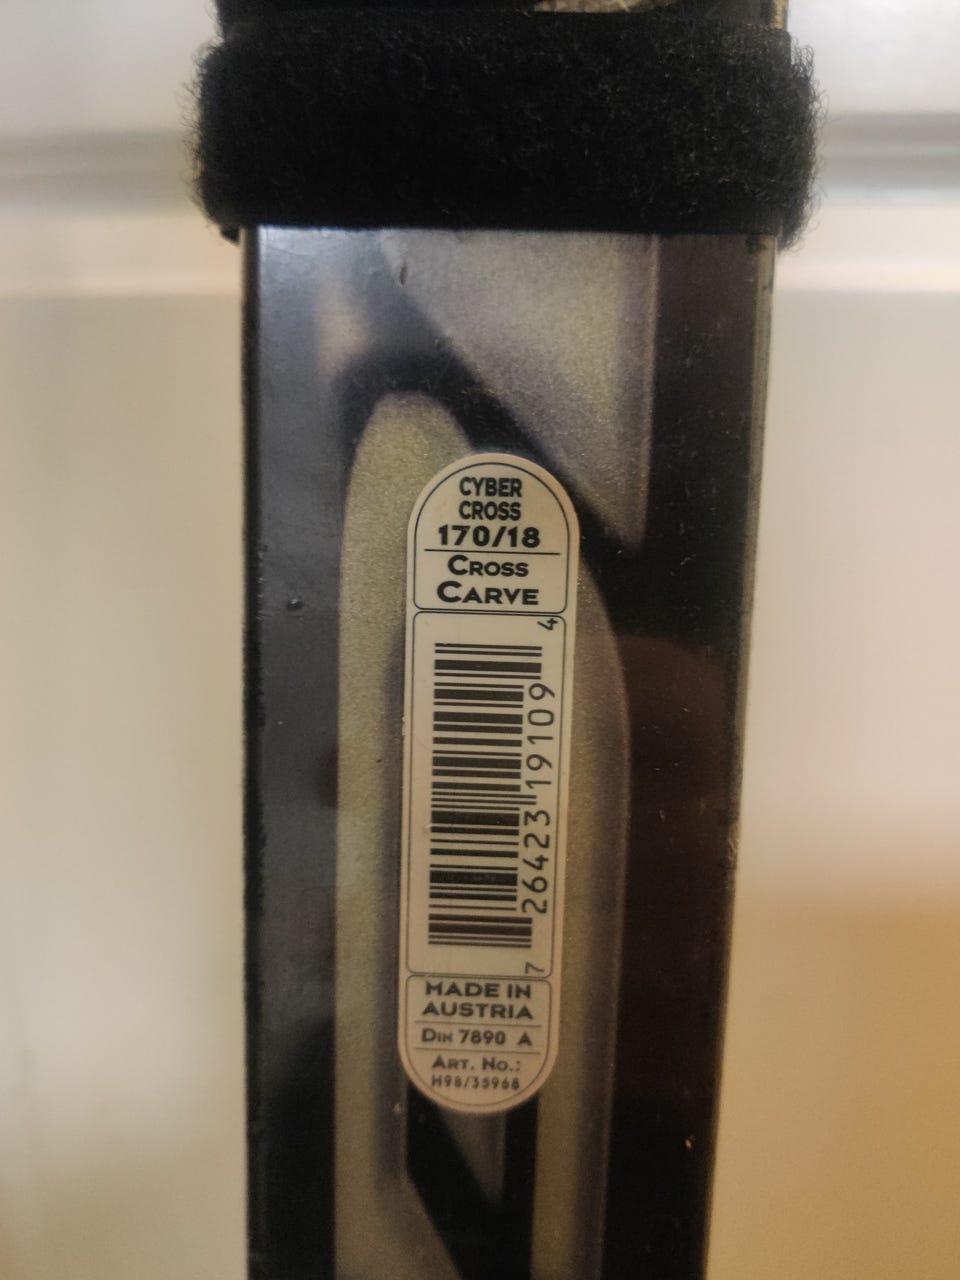 CYBER
CROSS
170/18
CROSS
CARVE
7 26423 19109 4
MADE IN
AUSTRIA
DIN 7890 A
ART. NO.:
H98/35968